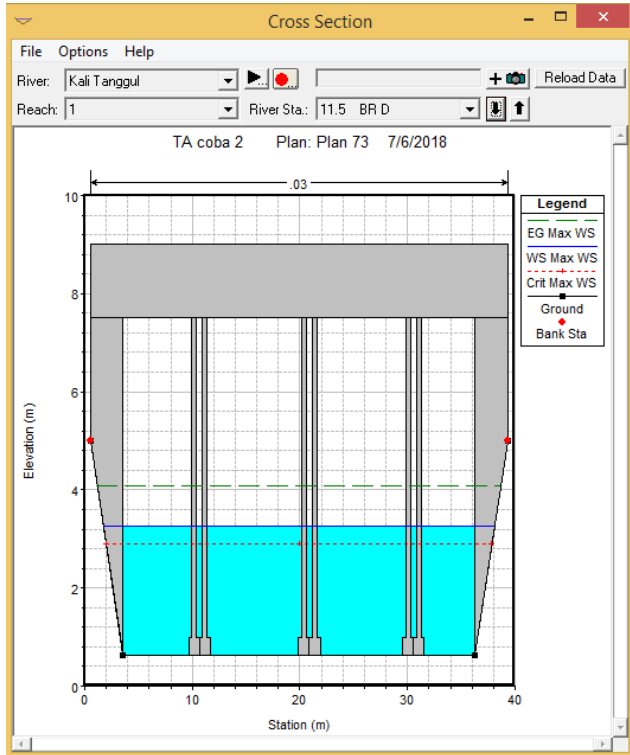 Cross Section
File Options Help
River: Kali Tanggul Reload Data
Reach: 1 River Sta.: 11.5 BR D
TA coba 2 Plan: Plan 73 7/6/2018
.03
Legend
EG Max WS
WS Max WS
Crit Max WS
Ground
Bank Sta
Elevation (m)
10
8
6
4
2
0
0 10 20 30 40
Station (m)